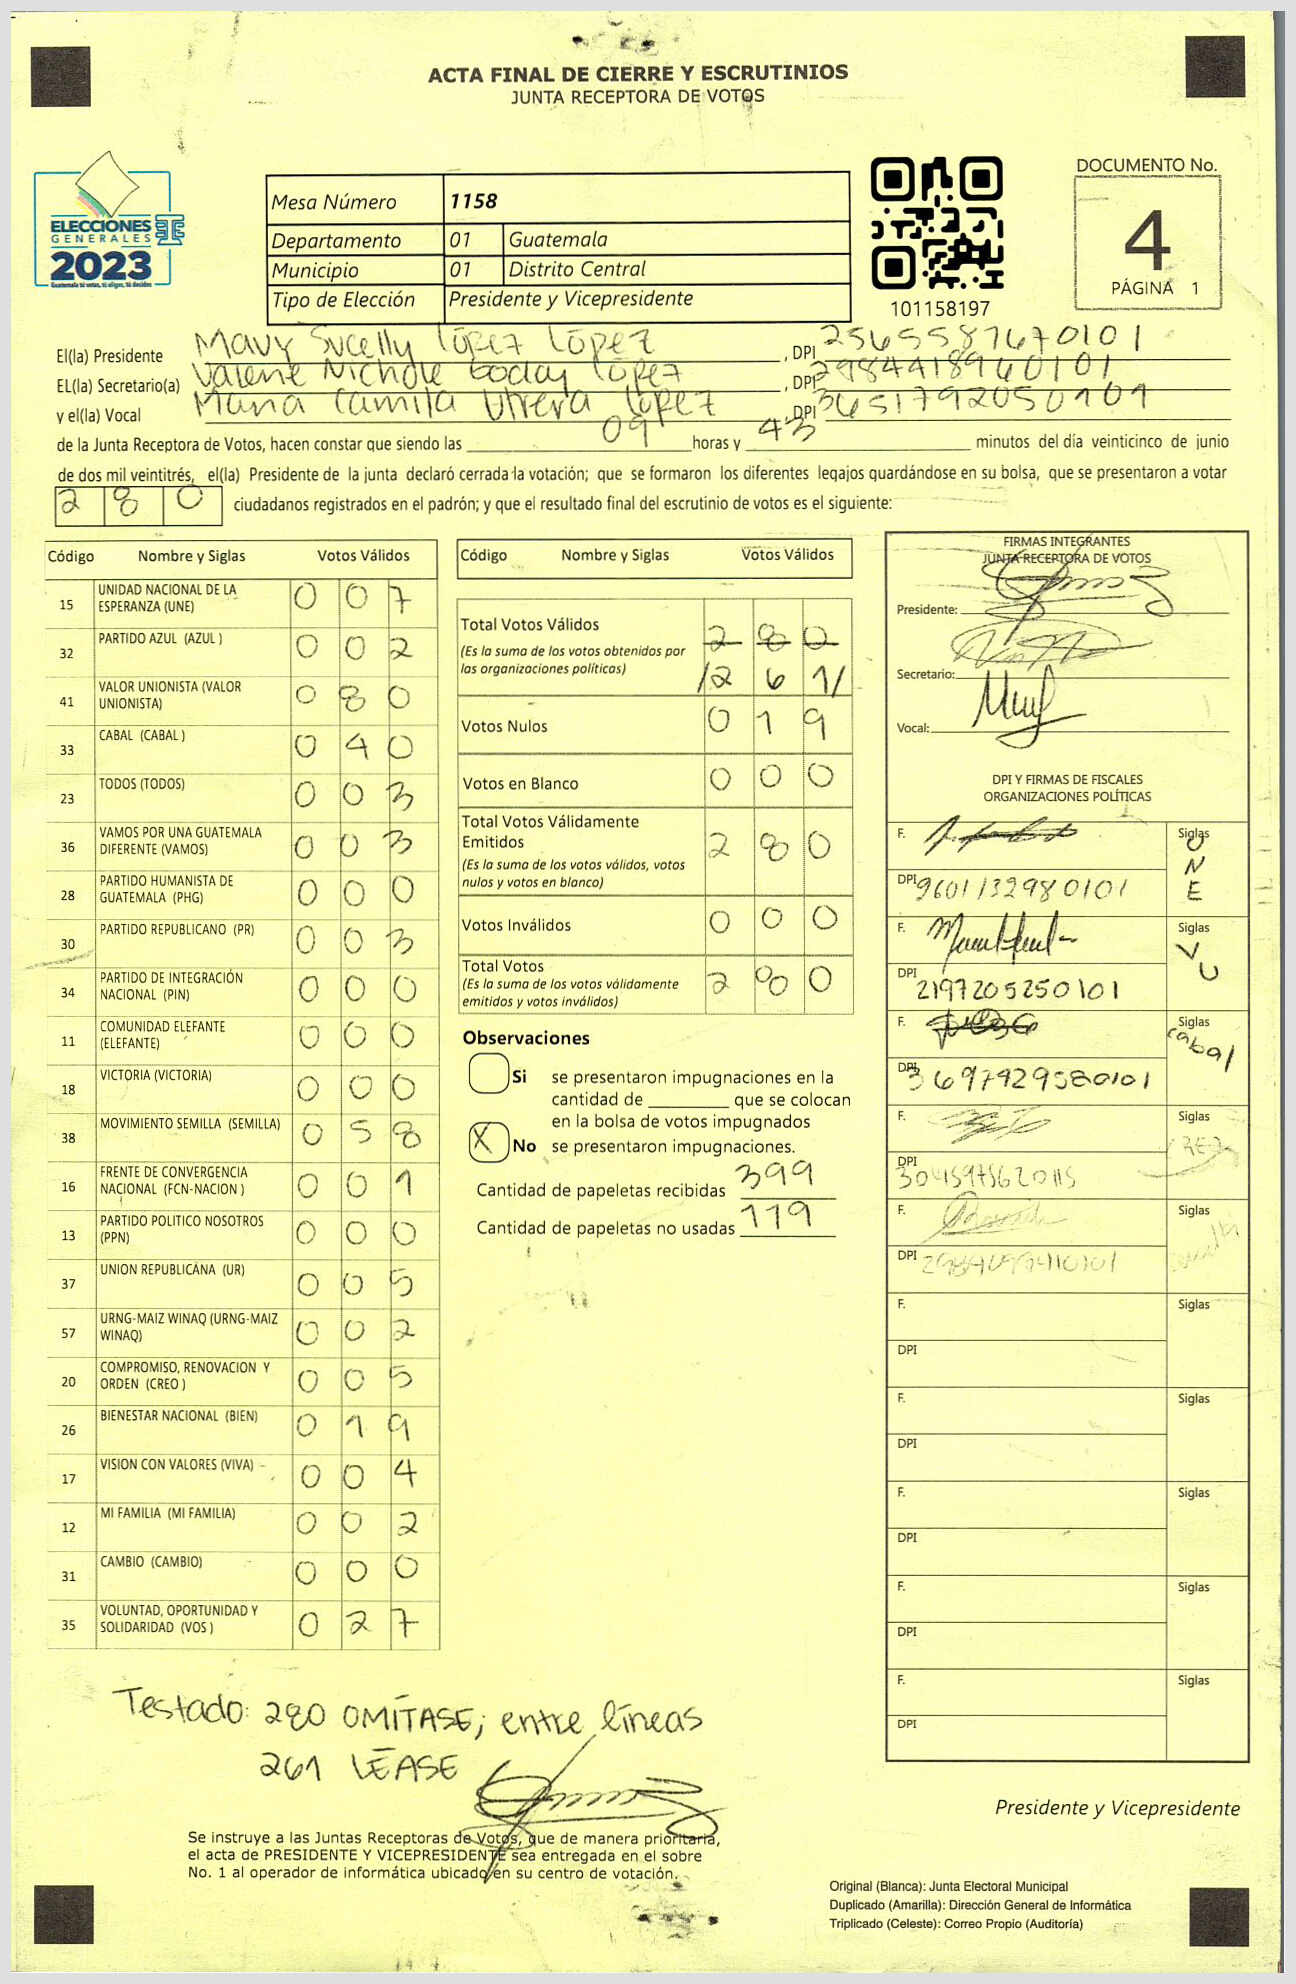 ACTA FINAL DE CIERRE Y ESCRUTINIOS
JUNTA RECEPTORA DE VOTOS
ELECCIONES
GENERALES
2023
Guatemala tú votas, tú eliges, tú decides
Mesa Número 1158
Departamento 01 Guatemala
Municipio 01 Distrito Central
Tipo de Elección Presidente y Vicepresidente
101158197
DOCUMENTO No.
4
PÁGINA 1
El(la) Presidente Mavy Sucelly López López, DPI 2565587670101
EL(la) Secretario(a) Valerie Nichole Godoy López, DPI 2984418960101
y el(la) Vocal Maria Camila Utrera López, DPI 3651792050101
de la Junta Receptora de Votos, hacen constar que siendo las 09 horas y 43 minutos del día veinticinco de junio
de dos mil veintitrés, el(la) Presidente de la junta declaró cerrada la votación; que se formaron los diferentes legajos guardándose en su bolsa, que se presentaron a votar
280 ciudadanos registrados en el padrón; y que el resultado final del escrutinio de votos es el siguiente:
Código Nombre y Siglas Votos Válidos
15 UNIDAD NACIONAL DE LA ESPERANZA (UNE) 0 0 7
32 PARTIDO AZUL (AZUL ) 0 0 2
41 VALOR UNIONISTA (VALOR UNIONISTA) 0 8 0
33 CABAL (CABAL ) 0 4 0
23 TODOS (TODOS) 0 0 3
36 VAMOS POR UNA GUATEMALA DIFERENTE (VAMOS) 0 0 3
28 PARTIDO HUMANISTA DE GUATEMALA (PHG) 0 0 0
30 PARTIDO REPUBLICANO (PR) 0 0 3
34 PARTIDO DE INTEGRACIÓN NACIONAL (PIN) 0 0 0
11 COMUNIDAD ELEFANTE (ELEFANTE) 0 0 0
18 VICTORIA (VICTORIA) 0 0 0
38 MOVIMIENTO SEMILLA (SEMILLA) 0 5 8
16 FRENTE DE CONVERGENCIA NACIONAL (FCN-NACION ) 0 0 1
13 PARTIDO POLITICO NOSOTROS (PPN) 0 0 0
37 UNION REPUBLICANA (UR) 0 0 5
57 URNG-MAIZ WINAQ (URNG-MAIZ WINAQ) 0 0 2
20 COMPROMISO, RENOVACION Y ORDEN (CREO ) 0 0 5
26 BIENESTAR NACIONAL (BIEN) 0 1 9
17 VISION CON VALORES (VIVA) 0 0 4
12 MI FAMILIA (MI FAMILIA) 0 0 2
31 CAMBIO (CAMBIO) 0 0 0
35 VOLUNTAD, OPORTUNIDAD Y SOLIDARIDAD (VOS ) 0 2 7
Código Nombre y Siglas Votos Válidos
Total Votos Válidos 2 8 0
(Es la suma de los votos obtenidos por
las organizaciones políticas) /2 6 1/
Votos Nulos 0 1 9
Votos en Blanco 0 0 0
Total Votos Válidamente
Emitidos 2 8 0
(Es la suma de los votos válidos, votos
nulos y votos en blanco)
Votos Inválidos 0 0 0
Total Votos 2 8 0
(Es la suma de los votos válidamente
emitidos y votos inválidos)
Observaciones
Si se presentaron impugnaciones en la
cantidad de ________ que se colocan
en la bolsa de votos impugnados
X No se presentaron impugnaciones.
Cantidad de papeletas recibidas 399
Cantidad de papeletas no usadas 119
FIRMAS INTEGRANTES
JUNTA RECEPTORA DE VOTOS
Presidente:
Secretario:
Vocal:
DPI Y FIRMAS DE FISCALES
ORGANIZACIONES POLÍTICAS
F. Siglas UNE
DPI 2601132980101
F. Siglas VU
DPI 2197205250101
F. Siglas Cabal
DPI 3697929580101
F. Siglas
DPI
F. Siglas
DPI
F. Siglas
DPI
F. Siglas
DPI
F. Siglas
DPI
F. Siglas
DPI
F. Siglas
DPI
Testado: 280 OMÍTASE; entre líneas
261 LÉASE
Presidente y Vicepresidente
Se instruye a las Juntas Receptoras de Votos, que de manera prioritaria,
el acta de PRESIDENTE Y VICEPRESIDENTE sea entregada en el sobre
No. 1 al operador de informática ubicado en su centro de votación.
Original (Blanca): Junta Electoral Municipal
Duplicado (Amarilla): Dirección General de Informática
Triplicado (Celeste): Correo Propio (Auditoría)